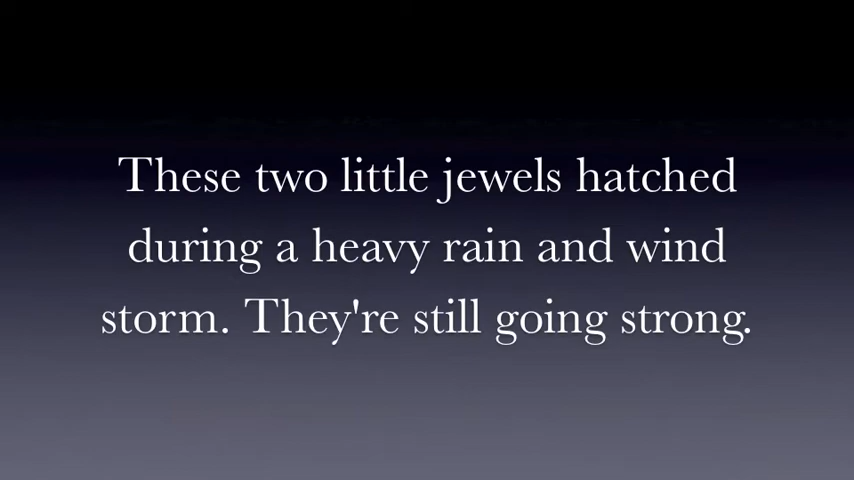 These two little jewels hatched
during a heavy rain and wind
storm. They're still going strong.